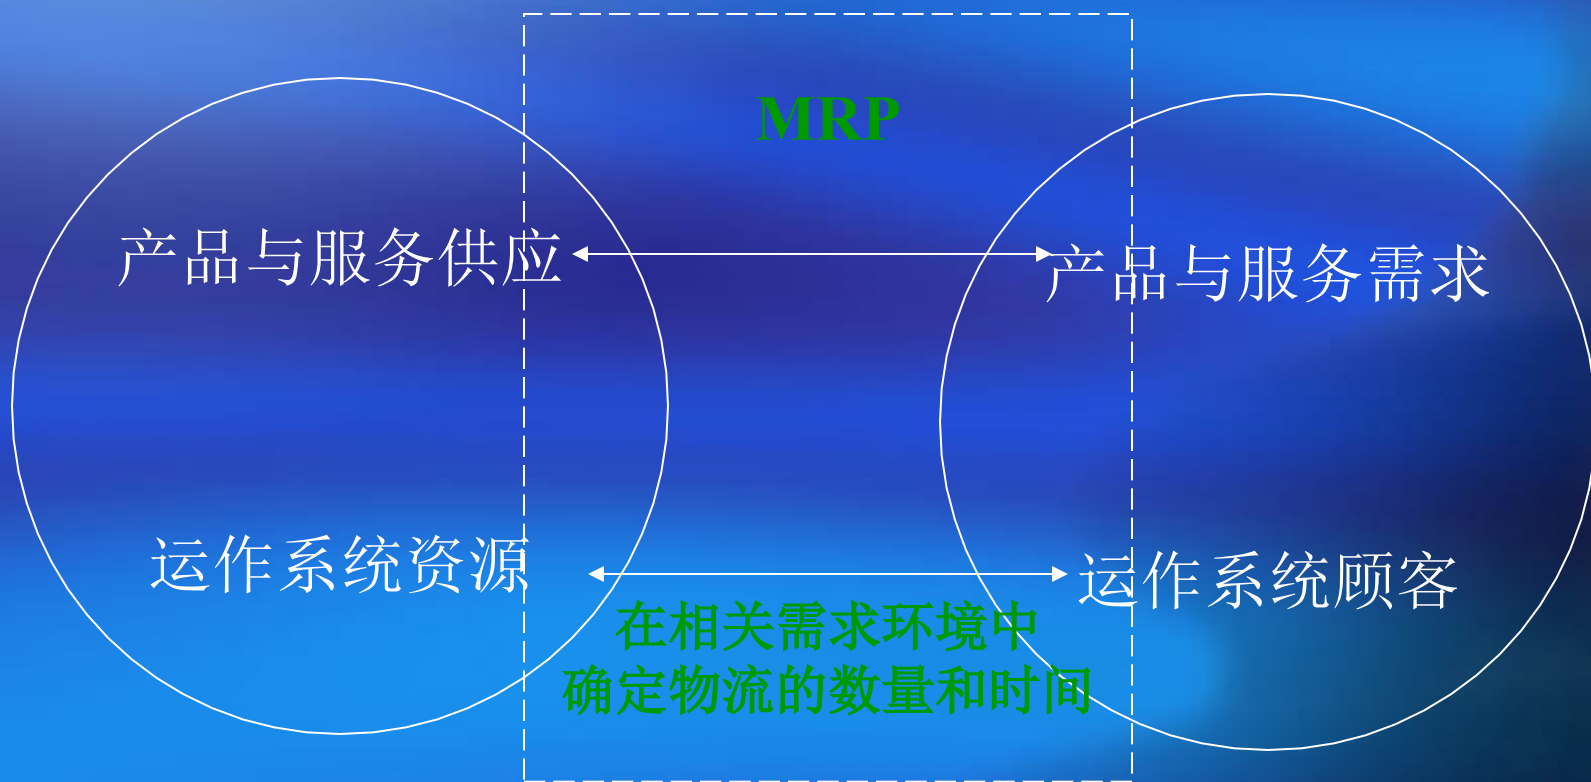 MRP
产品与服务供应
产品与服务需求
运作系统资源
运作系统顾客
在相关需求环境中
确定物流的数量和时间